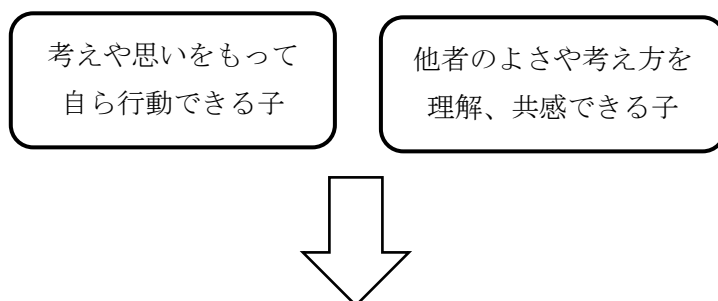 考えや思いをもって
自ら行動できる子
他者のよさや考え方を
理解、共感できる子